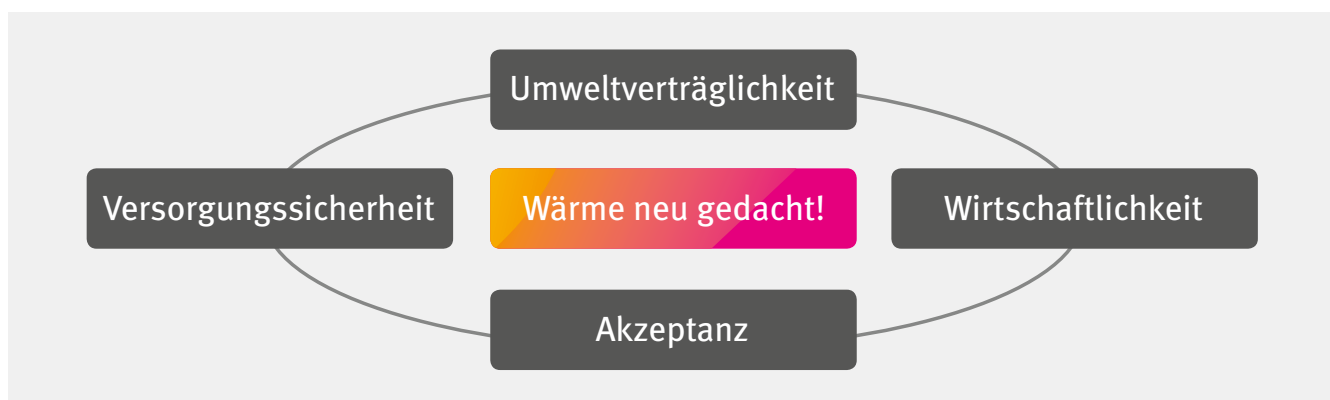 Umweltverträglichkeit
Versorgungssicherheit
Wärme neu gedacht!
Wirtschaftlichkeit
Akzeptanz